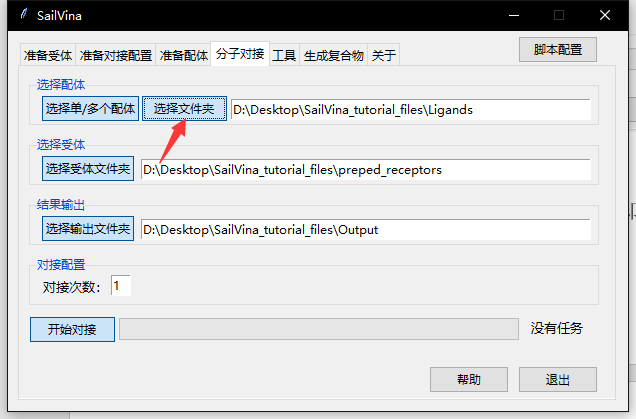 SailVina
脚本配置
准备受体 准备对接配置 准备配体 分子对接 工具 生成复合物 关于
选择配体
选择单/多个配体 选择文件夹 D:\Desktop\SailVina_tutorial_files\Ligands
选择受体
选择受体文件夹 D:\Desktop\SailVina_tutorial_files\preped_receptors
结果输出
选择输出文件夹 D:\Desktop\SailVina_tutorial_files\Output
对接配置
对接次数: 1
开始对接 没有任务
帮助 退出